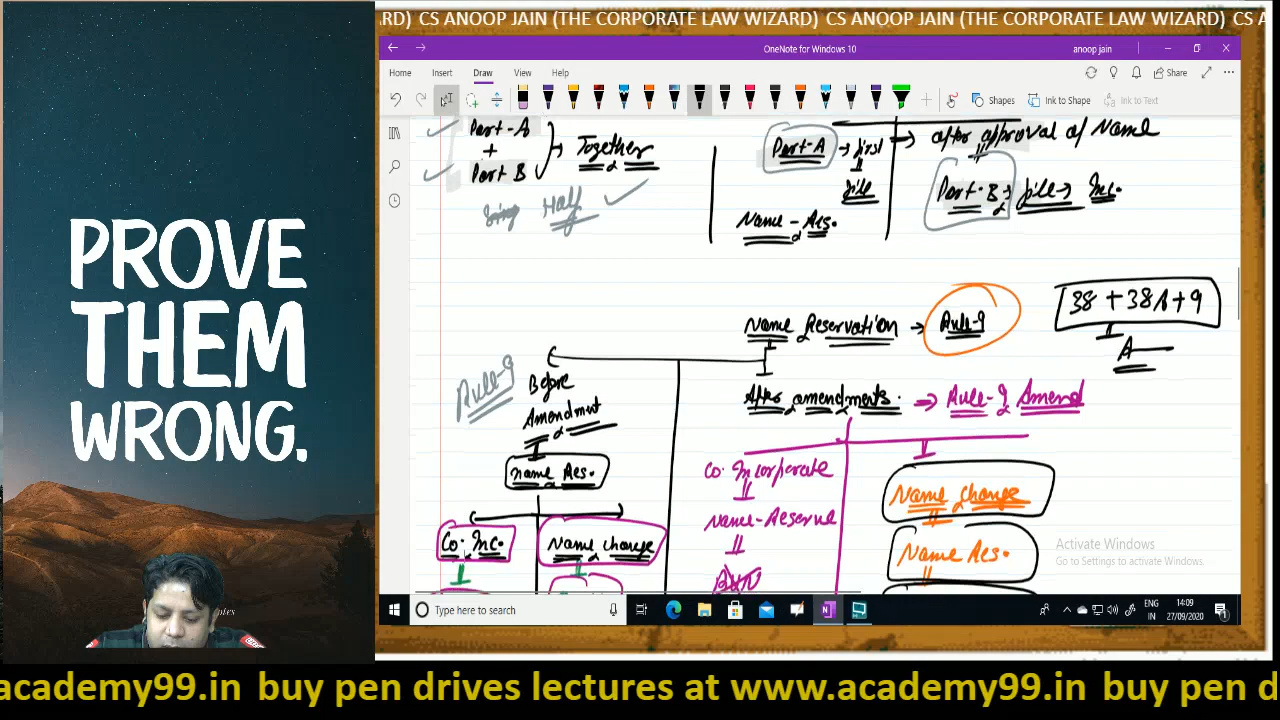 ARD) CS ANOOP JAIN (THE CORPORATE LAW WIZARD) CS ANOOP JAIN (THE CORPORATE LAW WIZARD) CS A
OneNote for Windows 10
anoop jain
Home Insert Draw View Help
Share
Shapes
Ink to Shape
Ink to Text
Part-A
+
Part B
Together
Half
Part-A → first
file
Name - Res.
→ after approval of Name
Part-B → file → Inc.
Name Reservation → Rule-9
38 + 38A + 9
A
Rule-9
Before
Amendment
Name Res.
Co. Inc.
Name change
After amendments. → Rule-9 Amend
Co. Incorporate
Name-Reserve
RUN
Name change
Name Res.
Activate Windows
Go to Settings to activate Windows.
PROVE
THEM
WRONG.
otes
Type here to search
ENG
IN
14:09
27/09/2020
academy99.in buy pen drives lectures at www.academy99.in buy pen d